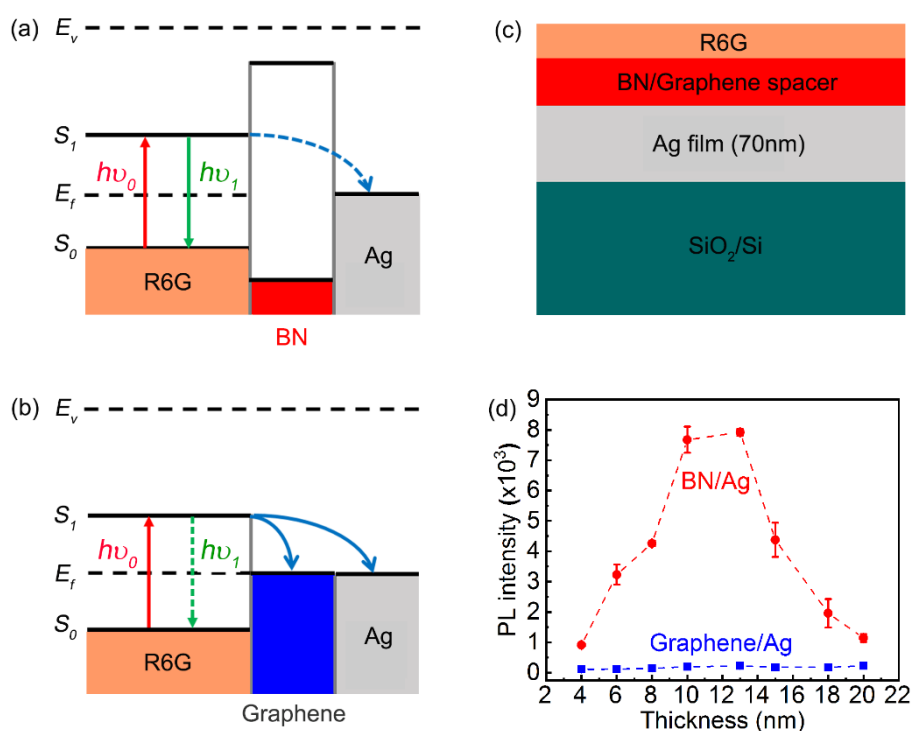 (a)
Eᵥ
S₁
hυ₀
hυ₁
E_f
S₀
R6G
Ag
BN
(b)
Eᵥ
S₁
hυ₀
hυ₁
E_f
S₀
R6G
Ag
Graphene
(c)
R6G
BN/Graphene spacer
Ag film (70nm)
SiO₂/Si
(d)
PL intensity (x10³)
9
8
7
6
5
4
3
2
1
0
BN/Ag
Graphene/Ag
2 4 6 8 10 12 14 16 18 20 22
Thickness (nm)